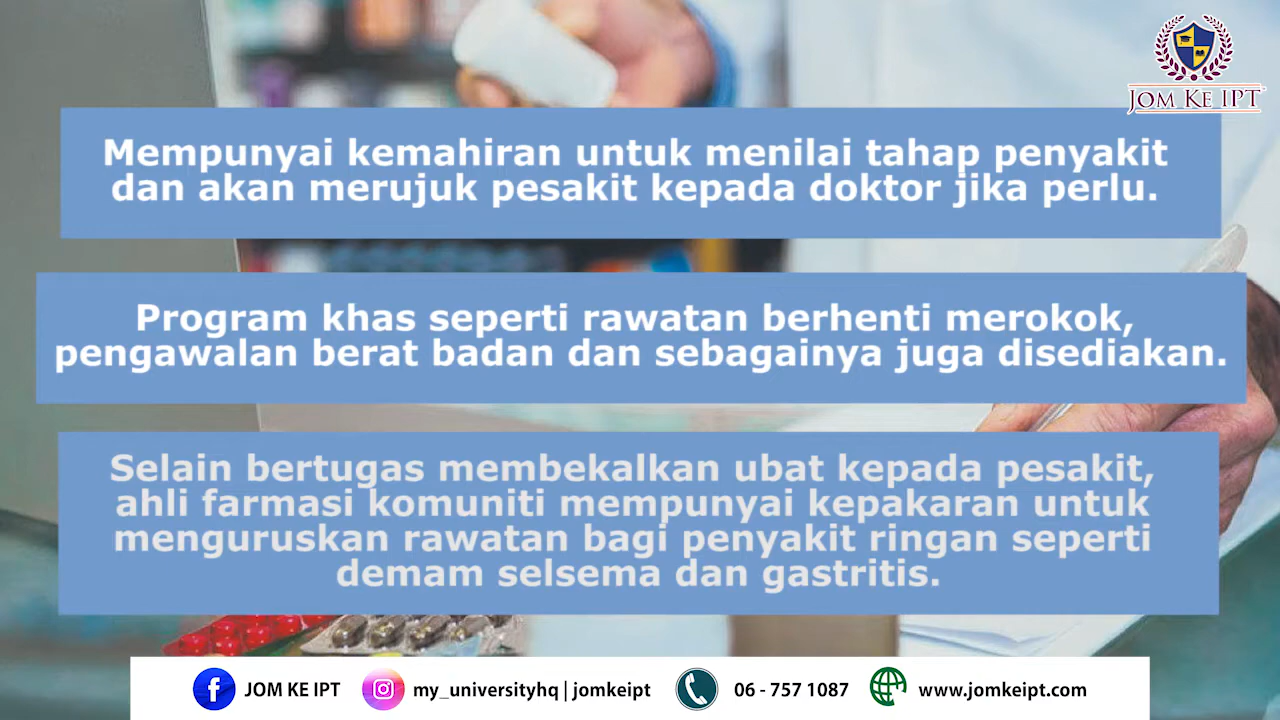 JOM KE IPT
Mempunyai kemahiran untuk menilai tahap penyakit
dan akan merujuk pesakit kepada doktor jika perlu.
Program khas seperti rawatan berhenti merokok,
pengawalan berat badan dan sebagainya juga disediakan.
Selain bertugas membekalkan ubat kepada pesakit,
ahli farmasi komuniti mempunyai kepakaran untuk
menguruskan rawatan bagi penyakit ringan seperti
demam selsema dan gastritis.
JOM KE IPT my_universityhq | jomkeipt 06 - 757 1087 www.jomkeipt.com